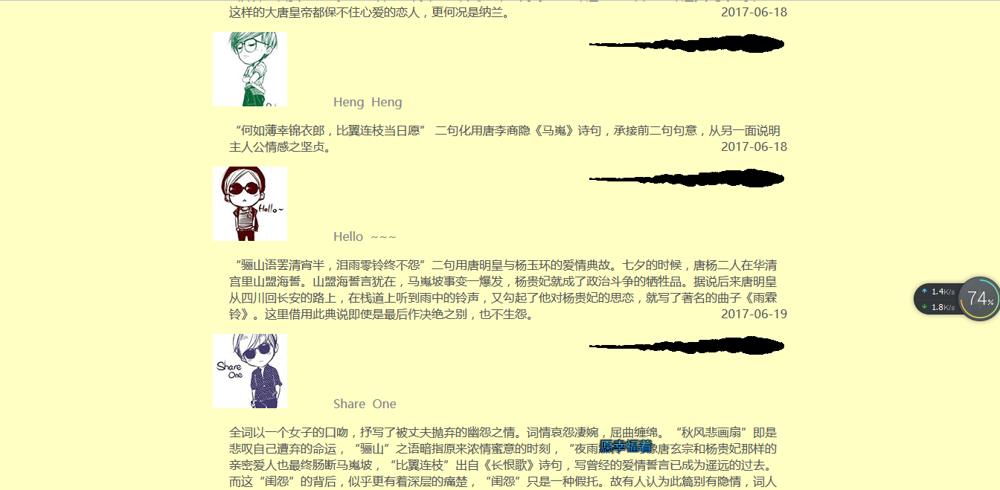 这样的大唐皇帝都保不住心爱的恋人，更何况是纳兰。 2017-06-18
Heng Heng
“何如薄幸锦衣郎，比翼连枝当日愿” 二句化用唐李商隐《马嵬》诗句，承接前二句句意，从另一面说明
主人公情感之坚贞。 2017-06-18
Hello~
Hello ~~~
“骊山语罢清宵半，泪雨零铃终不怨”二句用唐明皇与杨玉环的爱情典故。七夕的时候，唐杨二人在华清
宫里山盟海誓。山盟海誓言犹在，马嵬坡事变一爆发，杨贵妃就成了政治斗争的牺牲品。据说后来唐明皇
从四川回长安的路上，在栈道上听到雨中的铃声，又勾起了他对杨贵妃的思恋，就写了著名的曲子《雨霖
铃》。这里借用此典说即使是最后作决绝之别，也不生怨。 2017-06-19
1.4K/s
1.8K/s
74%
Share
One
Share One
全词以一个女子的口吻，抒写了被丈夫抛弃的幽怨之情。词情哀怨凄婉，屈曲缠绵。“秋风悲画扇”即是
悲叹自己遭弃的命运，“骊山”之语暗指原来浓情蜜意的时刻，“夜雨 像唐玄宗和杨贵妃那样的
愿幸福着
亲密爱人也最终肠断马嵬坡，“比翼连枝”出自《长恨歌》诗句，写曾经的爱情誓言已成为遥远的过去。
而这“闺怨”的背后，似乎更有着深层的痛楚，“闺怨”只是一种假托。故有人认为此篇别有隐情，词人